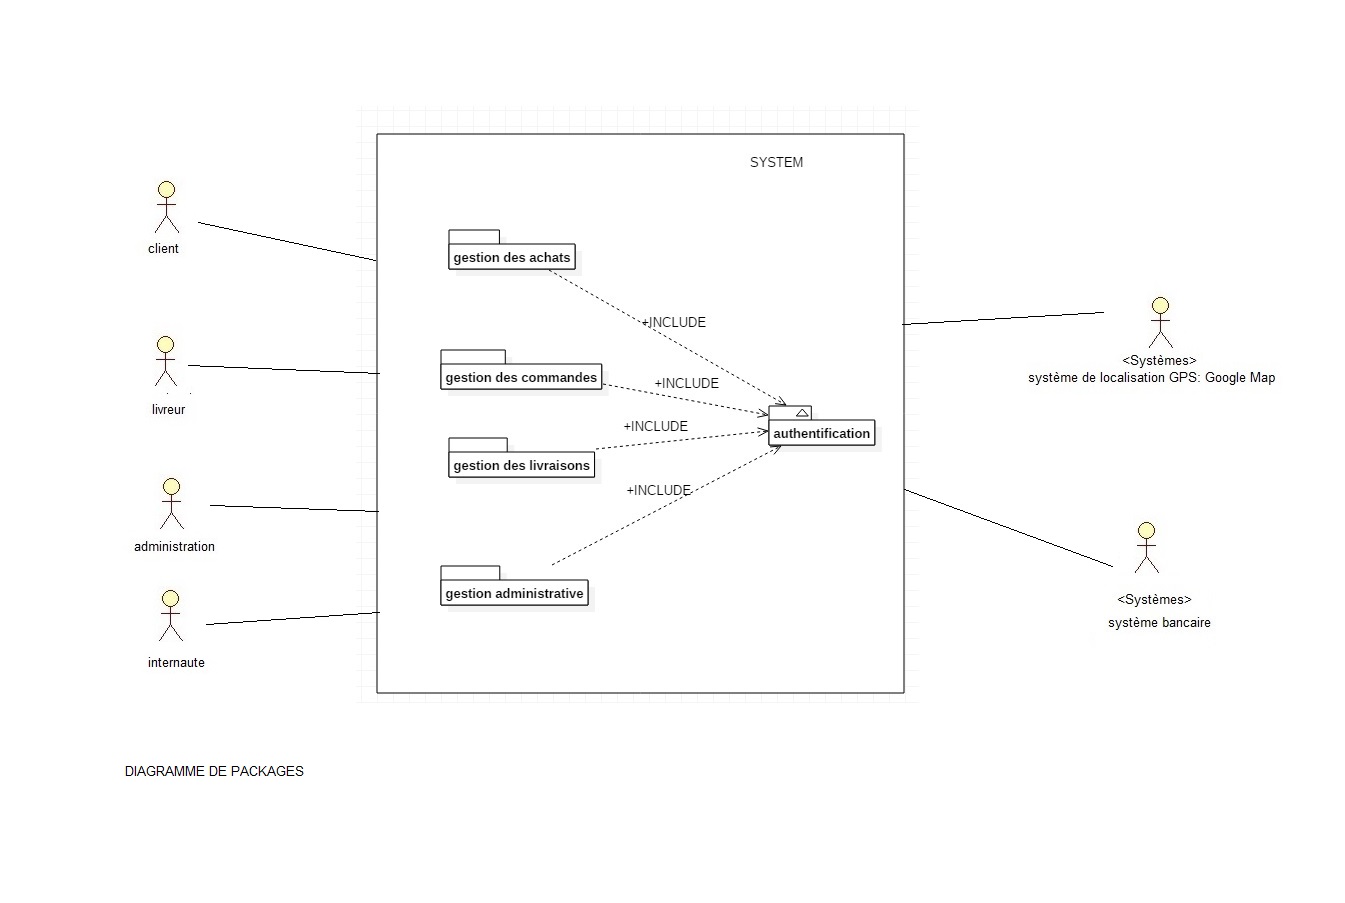 SYSTEM
client
gestion des achats
+INCLUDE
<Systèmes>
système de localisation GPS: Google Map
gestion des commandes
+INCLUDE
livreur
+INCLUDE
authentification
gestion des livraisons
+INCLUDE
administration
gestion administrative
<Systèmes>
système bancaire
internaute
DIAGRAMME DE PACKAGES